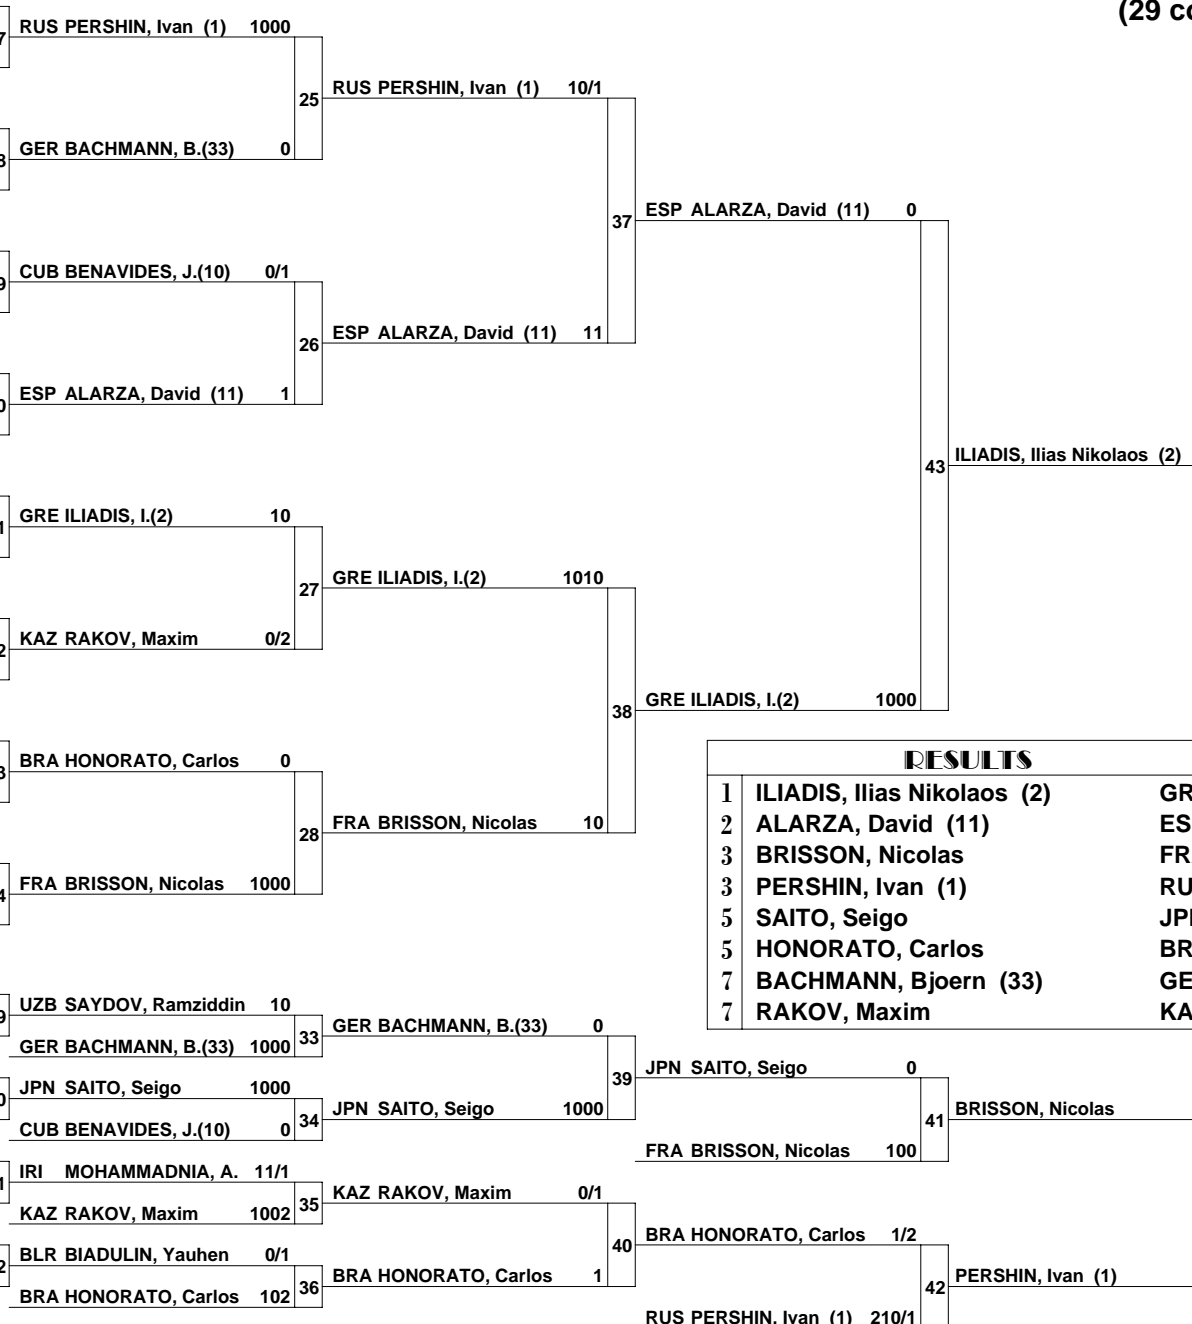 (29
RUS PERSHIN, Ivan (1) 1000
25
RUS PERSHIN, Ivan (1) 10/1
GER BACHMANN, B.(33) 0
37
ESP ALARZA, David (11) 0
CUB BENAVIDES, J.(10) 0/1
26
ESP ALARZA, David (11) 11
ESP ALARZA, David (11) 1
43
ILIADIS, Ilias Nikolaos (2)
GRE ILIADIS, I.(2) 10
27
GRE ILIADIS, I.(2) 1010
KAZ RAKOV, Maxim 0/2
38
GRE ILIADIS, I.(2) 1000
BRA HONORATO, Carlos 0
28
FRA BRISSON, Nicolas 10
FRA BRISSON, Nicolas 1000
RESULTS
1 ILIADIS, Ilias Nikolaos (2) GR
2 ALARZA, David (11) ES
3 BRISSON, Nicolas FR
3 PERSHIN, Ivan (1) RU
5 SAITO, Seigo JP
5 HONORATO, Carlos BR
7 BACHMANN, Bjoern (33) GE
7 RAKOV, Maxim KA
UZB SAYDOV, Ramziddin 10
GER BACHMANN, B.(33) 1000
33
GER BACHMANN, B.(33) 0
JPN SAITO, Seigo 1000
CUB BENAVIDES, J.(10) 0
34
JPN SAITO, Seigo 1000
39
JPN SAITO, Seigo 0
FRA BRISSON, Nicolas 100
41
BRISSON, Nicolas
IRI MOHAMMADNIA, A. 11/1
KAZ RAKOV, Maxim 1002
35
KAZ RAKOV, Maxim 0/1
BLR BIADULIN, Yauhen 0/1
BRA HONORATO, Carlos 102
36
BRA HONORATO, Carlos 1
40
BRA HONORATO, Carlos 1/2
RUS PERSHIN, Ivan (1) 210/1
42
PERSHIN, Ivan (1)